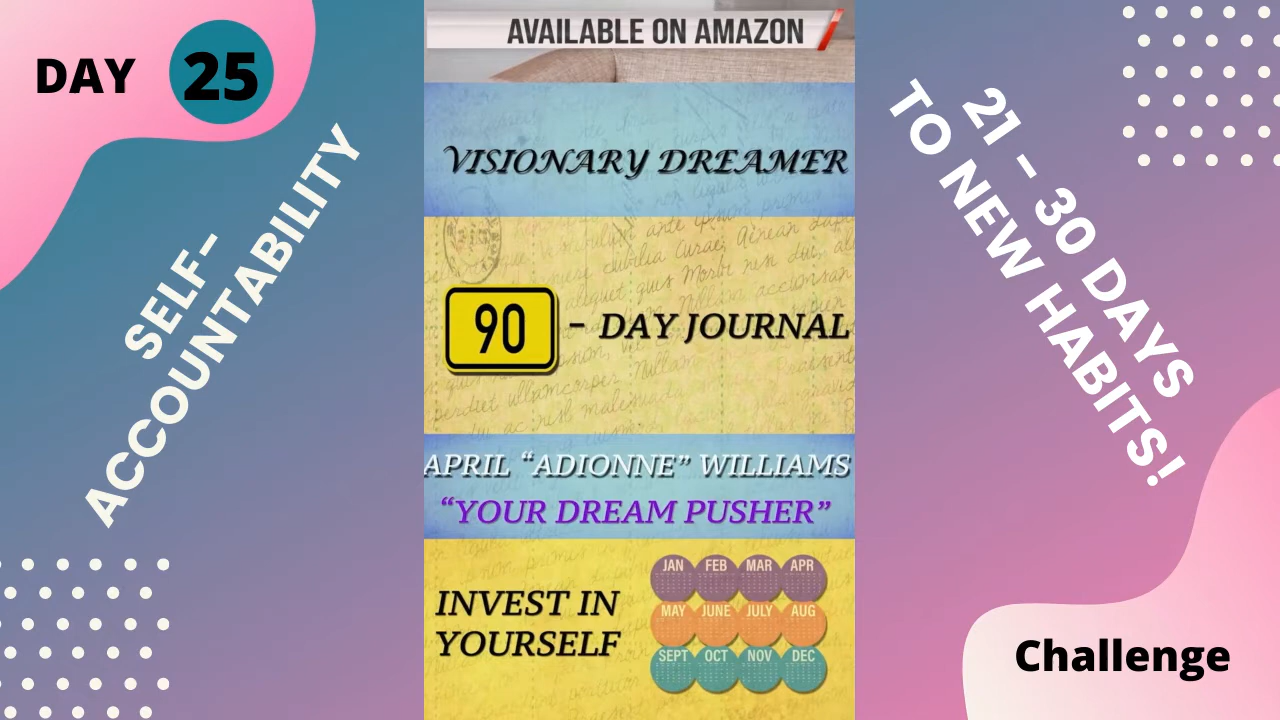 DAY 25
SELF-
ACCOUNTABILITY
AVAILABLE ON AMAZON
VISIONARY DREAMER
90 - DAY JOURNAL
APRIL “ADIONNE” WILLIAMS
“YOUR DREAM PUSHER”
INVEST IN
YOURSELF
JAN FEB MAR APR
MAY JUNE JULY AUG
SEPT OCT NOV DEC
21 - 30 DAYS
TO NEW HABITS!
Challenge